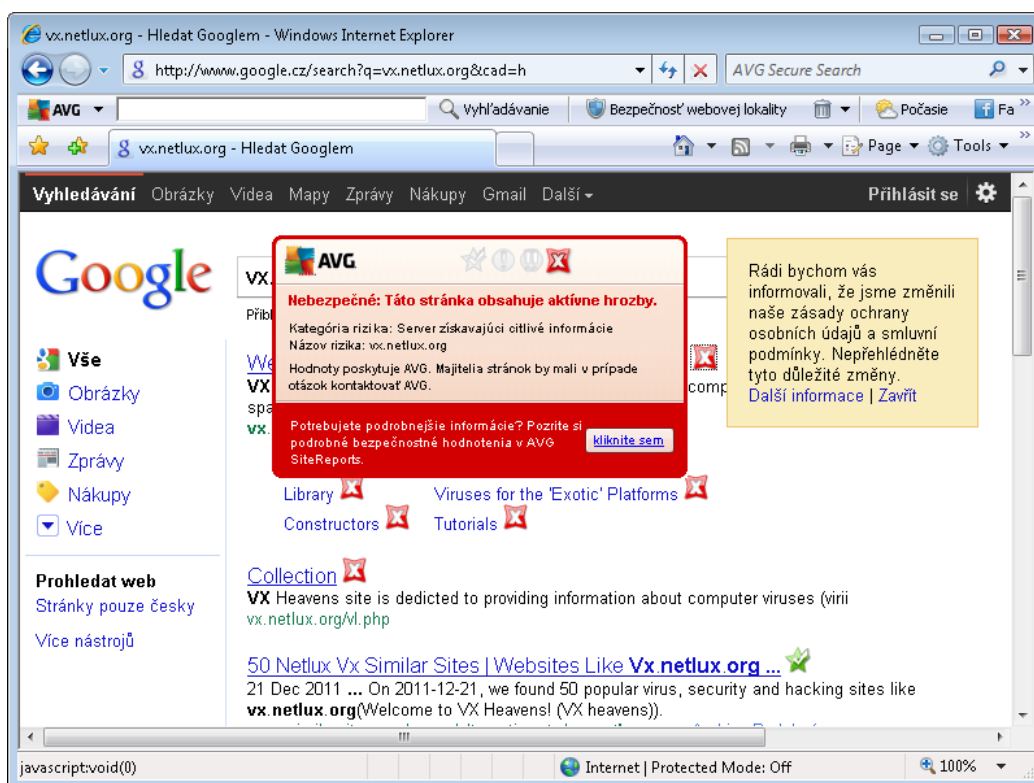 vx.netlux.org - Hledat Googlem - Windows Internet Explorer
http://www.google.cz/search?q=vx.netlux.org&cad=h
AVG Secure Search
AVG
Vyhľadávanie
Bezpečnosť webovej lokality
Počasie
Fa
vx.netlux.org - Hledat Googlem
Page
Tools
Vyhledávání Obrázky Videa Mapy Zprávy Nákupy Gmail Další
Přihlásit se
Google
vx.
Přibl
AVG
Nebezpečné: Táto stránka obsahuje aktívne hrozby.
Kategória rizika: Server získavajúci citlivé informácie
Názov rizika: vx.netlux.org
Hodnoty poskytuje AVG. Majitelia stránok by mali v prípade
otázok kontaktovať AVG.
Potrebujete podrobnejšie informácie? Pozrite si
podrobné bezpečnostné hodnotenia v AVG
SiteReports.
kliknite sem
Rádi bychom vás
informovali, že jsme změnili
naše zásady ochrany
osobních údajů a smluvní
podmínky. Nepřehlédněte
tyto důležité změny.
Další informace | Zavřít
Vše
Obrázky
Videa
Zprávy
Nákupy
Více
Prohledat web
Stránky pouze česky
Více nástrojů
We
VX
comp
spa
vx.
Library
Viruses for the 'Exotic' Platforms
Constructors
Tutorials
Collection
VX Heavens site is dedicted to providing information about computer viruses (virii
vx.netlux.org/vl.php
50 Netlux Vx Similar Sites | Websites Like Vx.netlux.org ...
21 Dec 2011 ... On 2011-12-21, we found 50 popular virus, security and hacking sites like
vx.netlux.org(Welcome to VX Heavens! (VX heavens)).
javascript:void(0)
Internet | Protected Mode: Off
100%